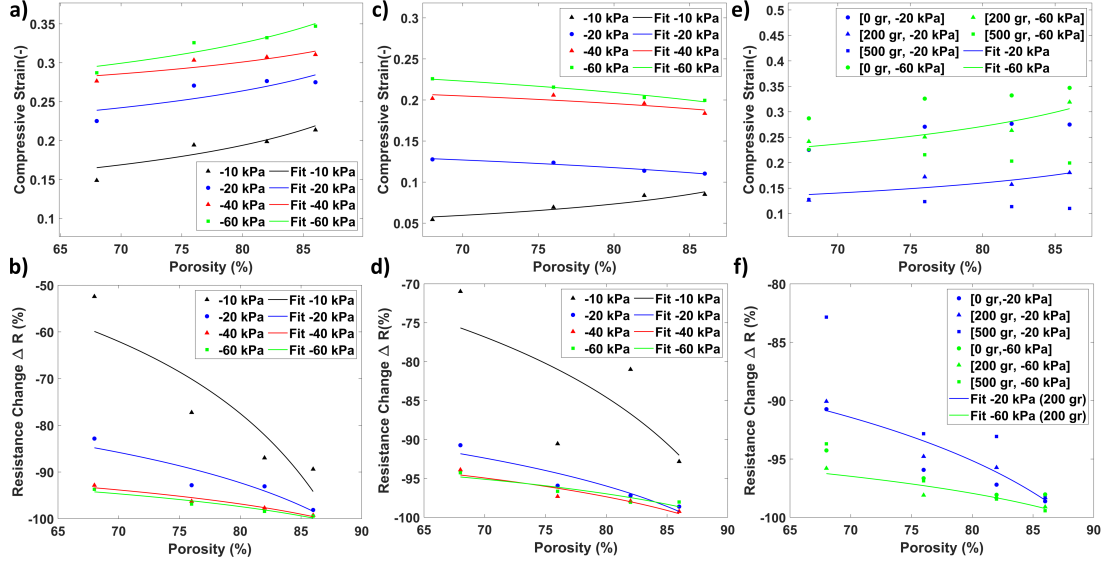 a)
0.35
0.3
0.25
0.2
0.15
0.1
Compressive Strain(-)
-10 kPa Fit -10 kPa
-20 kPa Fit -20 kPa
-40 kPa Fit -40 kPa
-60 kPa Fit -60 kPa
65 70 75 80 85
Porosity (%)
c)
0.3
0.25
0.2
0.15
0.1
0.05
Compressive Strain(-)
-10 kPa Fit -10 kPa
-20 kPa Fit -20 kPa
-40 kPa Fit -40 kPa
-60 kPa Fit -60 kPa
70 75 80 85
Porosity (%)
e)
0.5
0.45
0.4
0.35
0.3
0.25
0.2
0.15
0.1
Compressive Strain(-)
[0 gr, -20 kPa] [200 gr, -60 kPa]
[200 gr, -20 kPa] [500 gr, -60 kPa]
[500 gr, -20 kPa] Fit -20 kPa
[0 gr, -60 kPa] Fit -60 kPa
70 75 80 85
Porosity (%)
b)
-50
-60
-70
-80
-90
-100
Resistance Change Δ R (%)
-10 kPa Fit -10 kPa
-20 kPa Fit -20 kPa
-40 kPa Fit -40 kPa
-60 kPa Fit -60 kPa
65 70 75 80 85 90
Porosity (%)
d)
-70
-75
-80
-85
-90
-95
-100
Resistance Change Δ R(%)
-10 kPa Fit -10 kPa
-20 kPa Fit -20 kPa
-40 kPa Fit -40 kPa
-60 kPa Fit -60 kPa
65 70 75 80 85 90
Porosity (%)
f)
-80
-85
-90
-95
-100
Resistance Change Δ R (%)
[0 gr,-20 kPa]
[200 gr, -20 kPa]
[500 gr, -20 kPa]
[0 gr,-60 kPa]
[200 gr, -60 kPa]
[500 gr, -60 kPa]
Fit -20 kPa (200 gr)
Fit -60 kPa (200 gr)
65 70 75 80 85 90
Porosity (%)